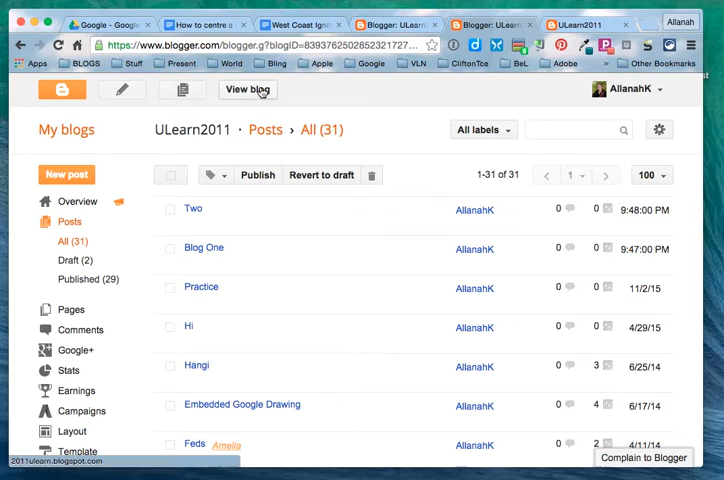 Google - Google How to centre a West Coast Ignit Blogger: ULearn2 Blogger: ULearn ULearn2011 Allanah
https://www.blogger.com/blogger.g?blogID=8393762502852321727...
Apps BLOGS Stuff Present World Bling Apple Google VLN CliftonTce BeL Adobe » Other Bookmarks
View blog AllanahK
My blogs ULearn2011 · Posts › All (31) All labels
New post Publish Revert to draft 1-31 of 31 1 100
Overview
Posts
All (31)
Draft (2)
Published (29)
Pages
Comments
Google+
Stats
Earnings
Campaigns
Layout
Template
Two AllanahK 0 0 9:48:00 PM
Blog One AllanahK 0 0 9:47:00 PM
Practice AllanahK 0 0 11/2/15
Hi AllanahK 0 0 4/29/15
Hangi AllanahK 0 3 6/25/14
Embedded Google Drawing AllanahK 0 4 6/17/14
Feds Amelia AllanahK 0 2 4/11/14
Complain to Blogger
2011ulearn.blogspot.com